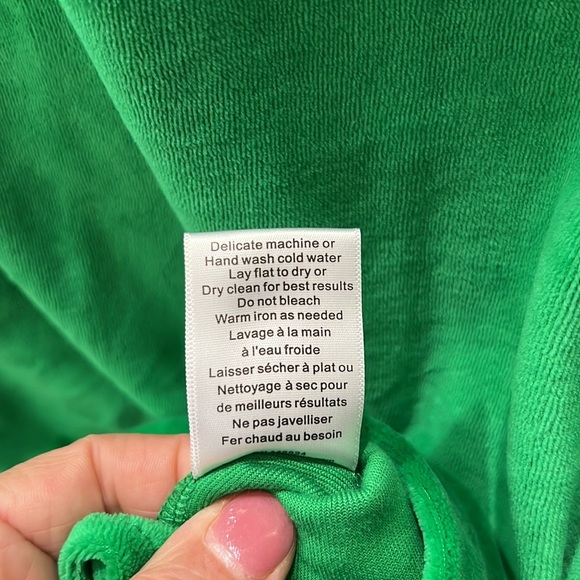 Delicate machine or
Hand wash cold water
Lay flat to dry or
Dry clean for best results
Do not bleach
Warm iron as needed
Lavage à la main
à l'eau froide
Laisser sécher à plat ou
Nettoyage à sec pour
de meilleurs résultats
Ne pas javelliser
Fer chaud au besoin